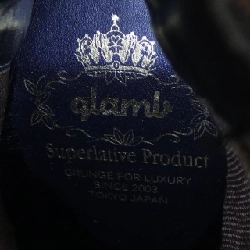 glamb
Superlative Product
GRUNGE FOR LUXURY
SINCE 2003
TOKYO JAPAN